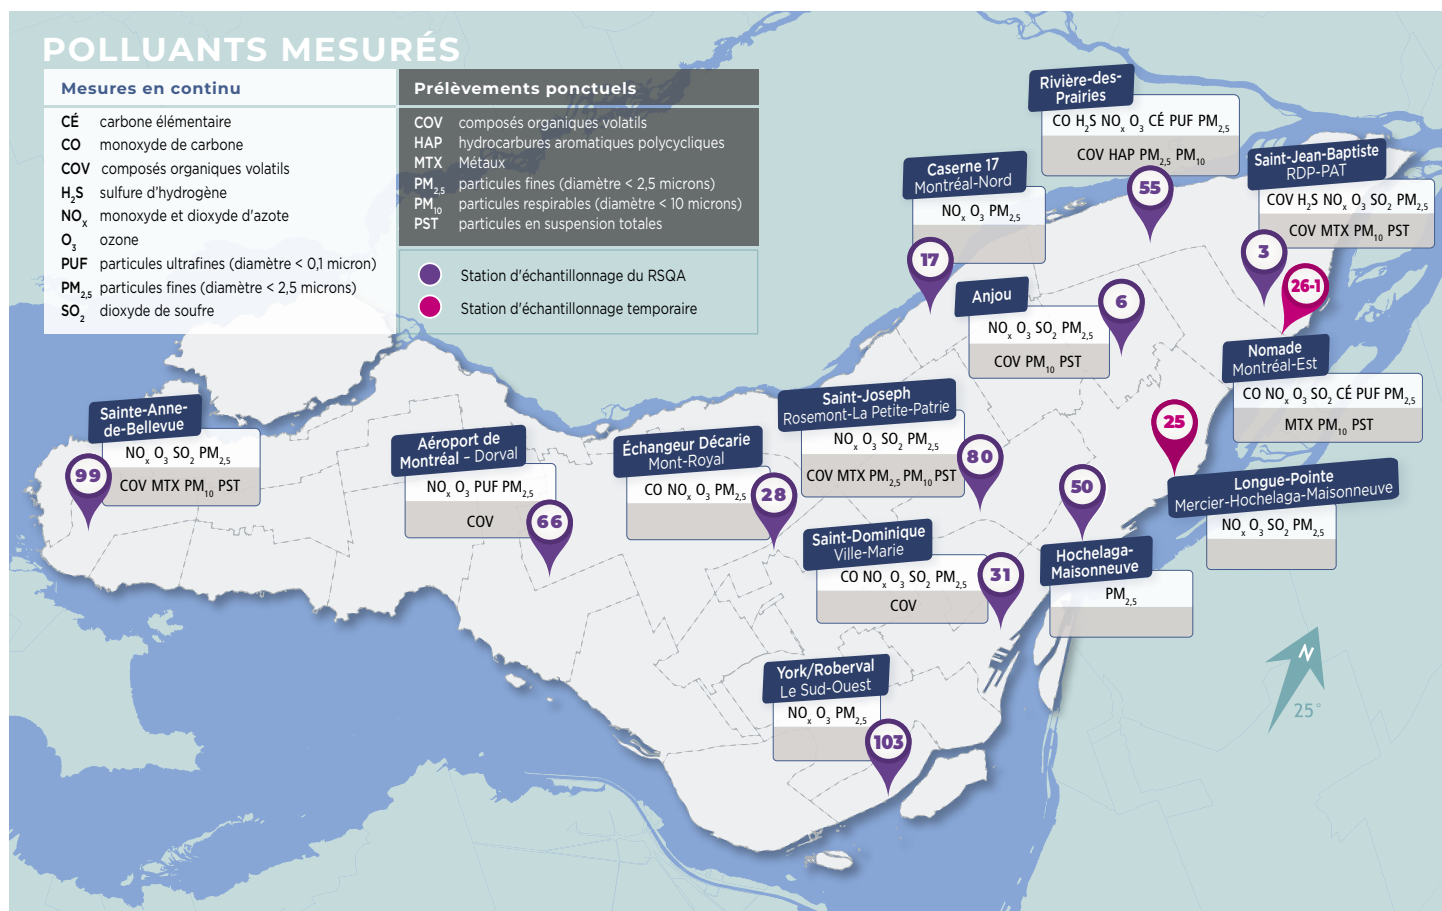 POLLUANTS MESURÉS
Mesures en continu
CÉ carbone élémentaire
CO monoxyde de carbone
COV composés organiques volatils
H₂S sulfure d'hydrogène
NOₓ monoxyde et dioxyde d'azote
O₃ ozone
PUF particules ultrafines (diamètre < 0,1 micron)
PM₂,₅ particules fines (diamètre < 2,5 microns)
SO₂ dioxyde de soufre
Prélèvements ponctuels
COV composés organiques volatils
HAP hydrocarbures aromatiques polycycliques
MTX Métaux
PM₂,₅ particules fines (diamètre < 2,5 microns)
PM₁₀ particules respirables (diamètre < 10 microns)
PST particules en suspension totales
Station d'échantillonnage du RSQA
Station d'échantillonnage temporaire
Rivière-des-
Prairies
CO H₂S NOₓ O₃ CÉ PUF PM₂,₅
COV HAP PM₂,₅ PM₁₀
55
Saint-Jean-Baptiste
RDP-PAT
COV H₂S NOₓ O₃ SO₂ PM₂,₅
COV MTX PM₁₀ PST
3
26-1
Caserne 17
Montréal-Nord
NOₓ O₃ PM₂,₅
17
Anjou
NOₓ O₃ SO₂ PM₂,₅
COV PM₁₀ PST
6
Nomade
Montréal-Est
CO NOₓ O₃ SO₂ CÉ PUF PM₂,₅
MTX PM₁₀ PST
Saint-Joseph
Rosemont-La Petite-Patrie
NOₓ O₃ SO₂ PM₂,₅
COV MTX PM₂,₅ PM₁₀ PST
80
25
Longue-Pointe
Mercier-Hochelaga-Maisonneuve
NOₓ O₃ SO₂ PM₂,₅
Sainte-Anne-
de-Bellevue
NOₓ O₃ SO₂ PM₂,₅
COV MTX PM₁₀ PST
99
Aéroport de
Montréal – Dorval
NOₓ O₃ PUF PM₂,₅
COV
66
Échangeur Décarie
Mont-Royal
CO NOₓ O₃ PM₂,₅
28
50
Hochelaga-
Maisonneuve
PM₂,₅
Saint-Dominique
Ville-Marie
CO NOₓ O₃ SO₂ PM₂,₅
COV
31
York/Roberval
Le Sud-Ouest
NOₓ O₃ PM₂,₅
103
N
25°